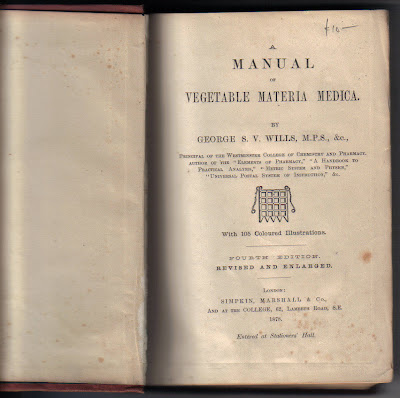 £10—
A
MANUAL
OF
VEGETABLE MATERIA MEDICA.
BY
GEORGE S. V. WILLS, M.P.S., &c.,
PRINCIPAL OF THE WESTMINSTER COLLEGE OF CHEMISTRY AND PHARMACY,
AUTHOR OF THE "ELEMENTS OF PHARMACY," "A HANDBOOK TO
PRACTICAL ANALYSIS," "METRIC SYSTEM AND PHYSICS,"
"UNIVERSAL POSTAL SYSTEM OF INSTRUCTION," &c.
With 108 Coloured Illustrations.
FOURTH EDITION.
REVISED AND ENLARGED.
LONDON:
SIMPKIN, MARSHALL & Co.,
AND AT THE COLLEGE, 62, LAMBETH ROAD, S.E.
1878.
Entered at Stationers' Hall.